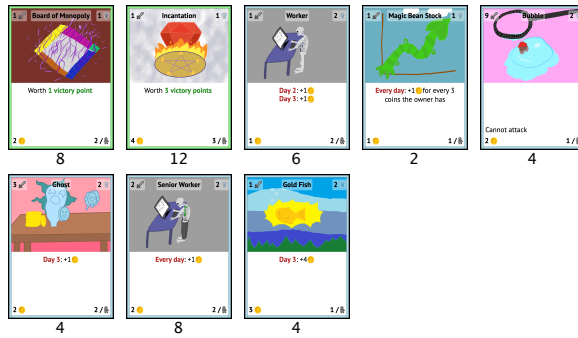 1 Board of Monopoly 1
Worth 1 victory point
2 2/
8
1 Incantation 1
Worth 3 victory points
4 3/
12
1 Worker 2
Day 2: +1
Day 3: +1
1 2/
6
1 Magic Bean Stock 1
Every day: +1 for every 3
coins the owner has
1 1/
2
9 Bubble 2
Cannot attack
2 1/
4
3 Ghost 2
Day 3: +1
2 2/
4
2 Senior Worker 2
Every day: +1
2 2/
8
1 Gold Fish 2
Day 3: +4
3 1/
4